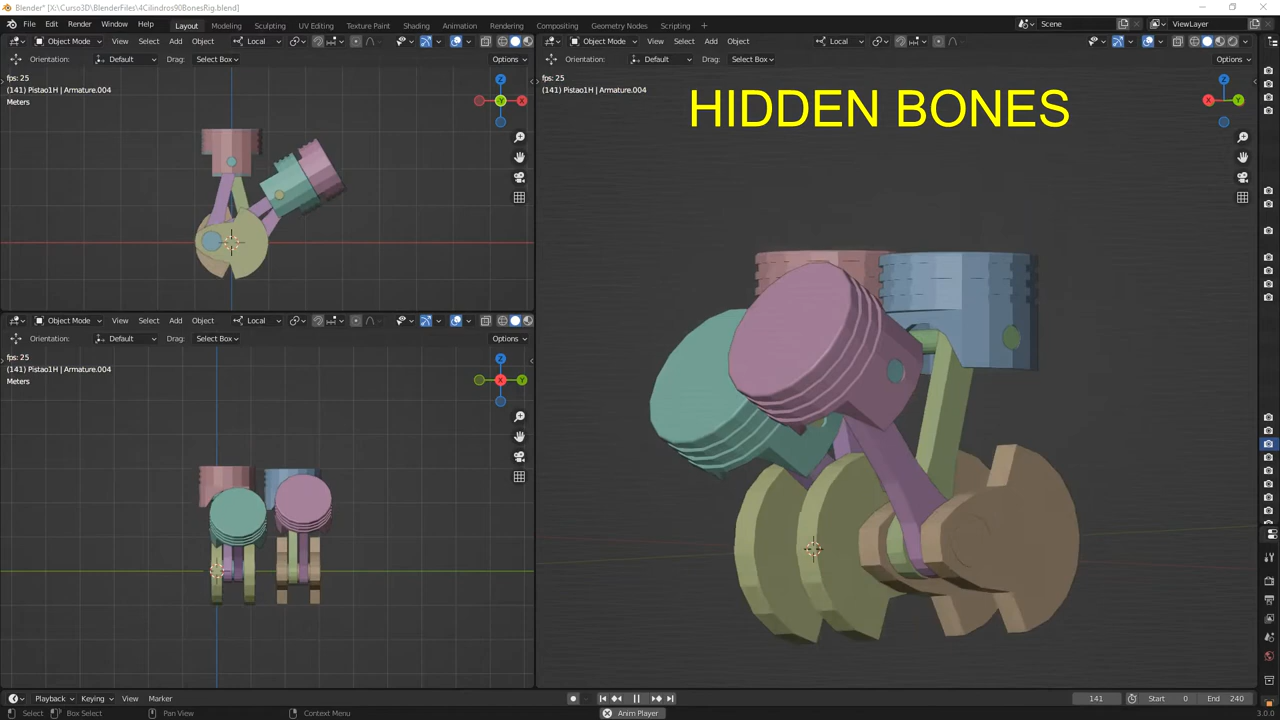 Blender* [X:\Curso3D\BlenderFiles\4Cilindros90BonesRig.blend]
File Edit Render Window Help Layout Modeling Sculpting UV Editing Texture Paint Shading Animation Rendering Compositing Geometry Nodes Scripting + Scene ViewLayer
Object Mode View Select Add Object Local
Orientation: Default Drag: Select Box Options
fps: 25
(141) Pistao1H | Armature.004
Meters
Z
Y
X
Object Mode View Select Add Object Local
Orientation: Default Drag: Select Box Options
fps: 25
(141) Pistao1H | Armature.004
Meters
Z
X
Y
Object Mode View Select Add Object Local
Orientation: Default Drag: Select Box Options
fps: 25
(141) Pistao1H | Armature.004
HIDDEN BONES
Z
X
Y
Playback Keying View Marker 141 Start 0 End 240
Select Box Select Pan View Context Menu Anim Player 3.0.0